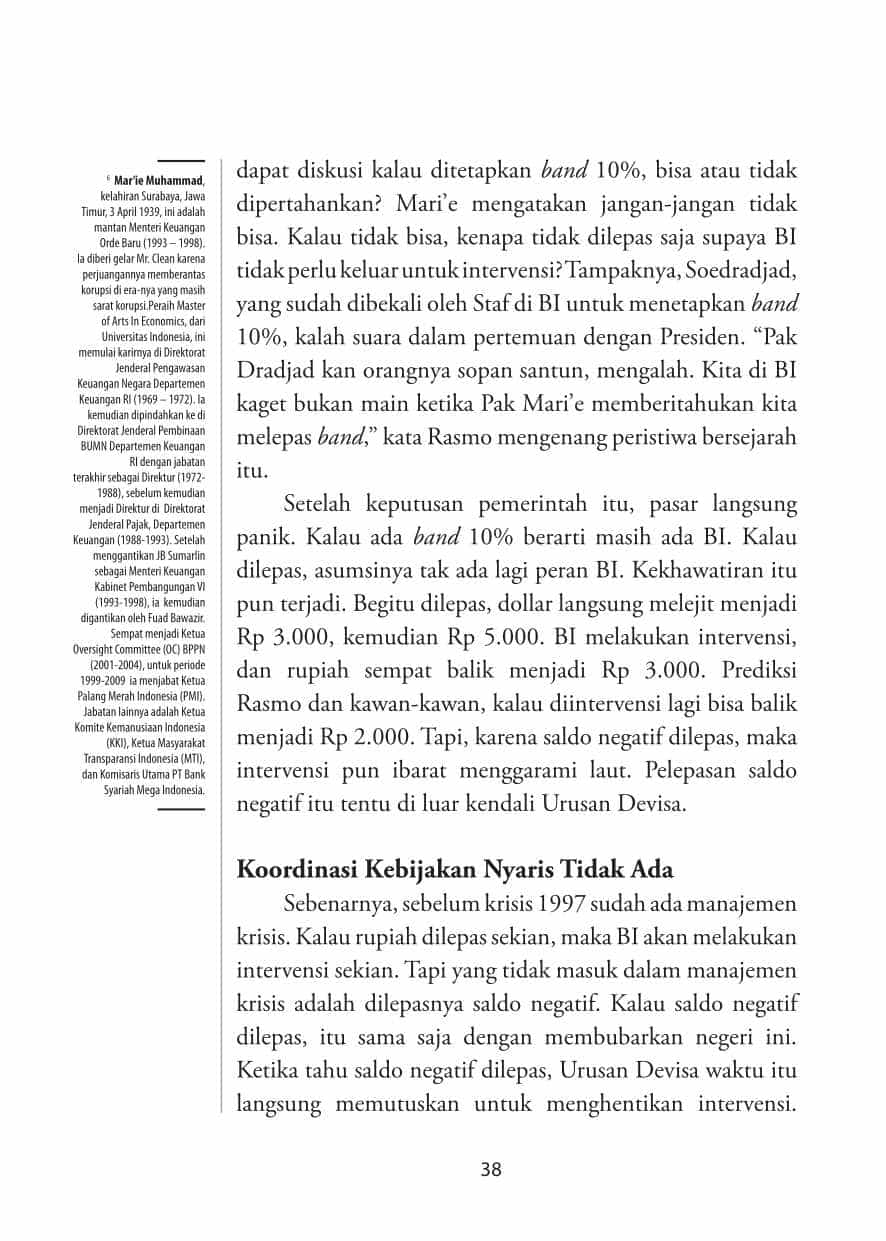 ⁶ Mar'ie Muhammad,
kelahiran Surabaya, Jawa
Timur, 3 April 1939, ini adalah
mantan Menteri Keuangan
Orde Baru (1993 – 1998).
Ia diberi gelar Mr. Clean karena
perjuangannya memberantas
korupsi di era-nya yang masih
sarat korupsi.Peraih Master
of Arts In Economics, dari
Universitas Indonesia, ini
memulai karirnya di Direktorat
Jenderal Pengawasan
Keuangan Negara Departemen
Keuangan RI (1969 – 1972). Ia
kemudian dipindahkan ke di
Direktorat Jenderal Pembinaan
BUMN Departemen Keuangan
RI dengan jabatan
terakhir sebagai Direktur (1972-
1988), sebelum kemudian
menjadi Direktur di Direktorat
Jenderal Pajak, Departemen
Keuangan (1988-1993). Setelah
menggantikan JB Sumarlin
sebagai Menteri Keuangan
Kabinet Pembangungan VI
(1993-1998), ia kemudian
digantikan oleh Fuad Bawazir.
Sempat menjadi Ketua
Oversight Committee (OC) BPPN
(2001-2004), untuk periode
1999-2009 ia menjabat Ketua
Palang Merah Indonesia (PMI).
Jabatan lainnya adalah Ketua
Komite Kemanusiaan Indonesia
(KKI), Ketua Masyarakat
Transparansi Indonesia (MTI),
dan Komisaris Utama PT Bank
Syariah Mega Indonesia.
dapat diskusi kalau ditetapkan band 10%, bisa atau tidak
dipertahankan? Mari'e mengatakan jangan-jangan tidak
bisa. Kalau tidak bisa, kenapa tidak dilepas saja supaya BI
tidak perlu keluar untuk intervensi? Tampaknya, Soedradjad,
yang sudah dibekali oleh Staf di BI untuk menetapkan band
10%, kalah suara dalam pertemuan dengan Presiden. “Pak
Dradjad kan orangnya sopan santun, mengalah. Kita di BI
kaget bukan main ketika Pak Mari'e memberitahukan kita
melepas band,” kata Rasmo mengenang peristiwa bersejarah
itu.
Setelah keputusan pemerintah itu, pasar langsung
panik. Kalau ada band 10% berarti masih ada BI. Kalau
dilepas, asumsinya tak ada lagi peran BI. Kekhawatiran itu
pun terjadi. Begitu dilepas, dollar langsung melejit menjadi
Rp 3.000, kemudian Rp 5.000. BI melakukan intervensi,
dan rupiah sempat balik menjadi Rp 3.000. Prediksi
Rasmo dan kawan-kawan, kalau diintervensi lagi bisa balik
menjadi Rp 2.000. Tapi, karena saldo negatif dilepas, maka
intervensi pun ibarat menggarami laut. Pelepasan saldo
negatif itu tentu di luar kendali Urusan Devisa.
Koordinasi Kebijakan Nyaris Tidak Ada
Sebenarnya, sebelum krisis 1997 sudah ada manajemen
krisis. Kalau rupiah dilepas sekian, maka BI akan melakukan
intervensi sekian. Tapi yang tidak masuk dalam manajemen
krisis adalah dilepasnya saldo negatif. Kalau saldo negatif
dilepas, itu sama saja dengan membubarkan negeri ini.
Ketika tahu saldo negatif dilepas, Urusan Devisa waktu itu
langsung memutuskan untuk menghentikan intervensi.
38